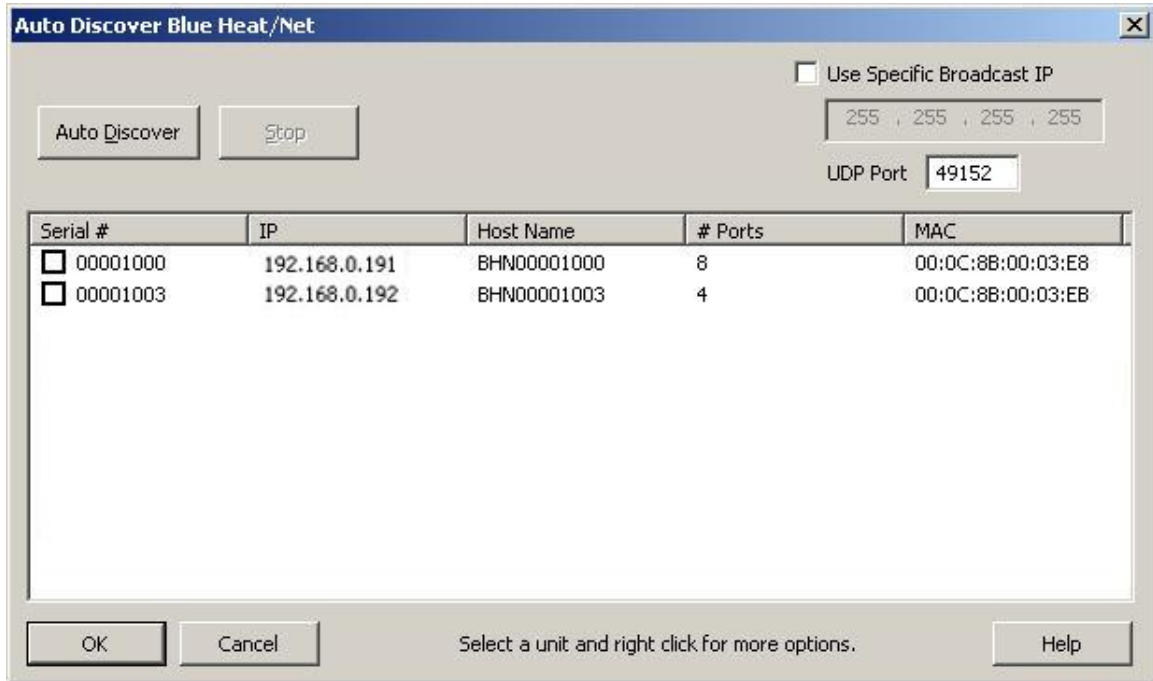 Auto Discover Blue Heat/Net
Use Specific Broadcast IP
Auto Discover Stop
255 . 255 . 255 . 255
UDP Port 49152
Serial # IP Host Name # Ports MAC
00001000 192.168.0.191 BHN00001000 8 00:0C:8B:00:03:E8
00001003 192.168.0.192 BHN00001003 4 00:0C:8B:00:03:EB
OK Cancel Select a unit and right click for more options. Help